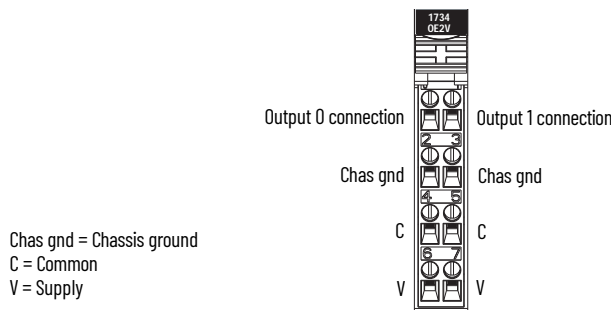 1734
OE2V
Output 0 connection
Output 1 connection
2 3
Chas gnd
Chas gnd
4 5
C
C
6 7
V
V
Chas gnd = Chassis ground
C = Common
V = Supply